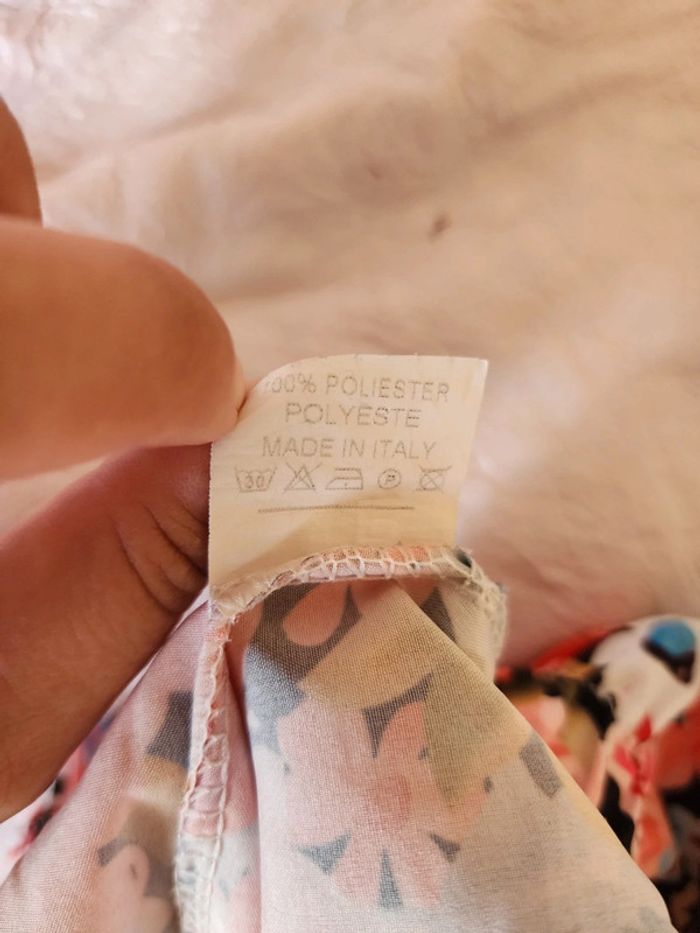 100% POLIESTER
POLYESTE
MADE IN ITALY
30 P